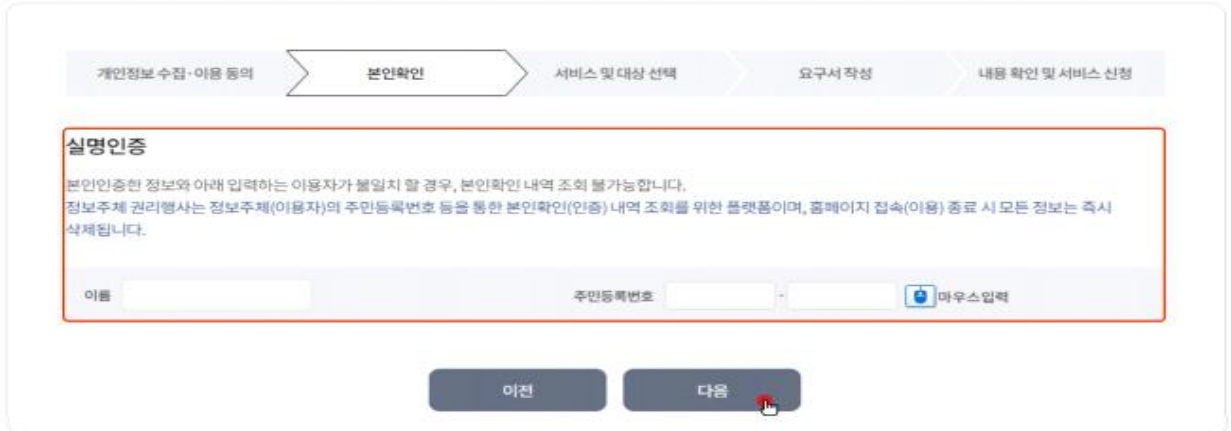 개인정보 수집·이용 동의
본인확인
서비스 및 대상 선택
요구서 작성
내용 확인 및 서비스 신청
실명인증
본인인증한 정보와 아래 입력하는 이용자가 불일치 할 경우, 본인확인 내역 조회 불가능합니다.
정보주체 권리행사는 정보주체(이용자)의 주민등록번호 등을 통한 본인확인(인증) 내역 조회를 위한 플랫폼이며, 홈페이지 접속(이용) 종료 시 모든 정보는 즉시
삭제됩니다.
이름
주민등록번호 - 마우스입력
이전
다음